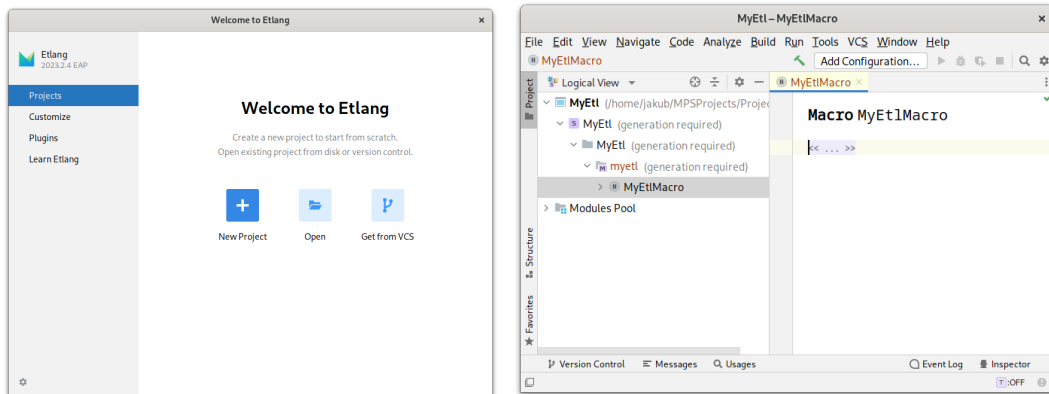 Welcome to Etlang
Etlang
2023.2.4 EAP
Projects
Customize
Plugins
Learn Etlang
Welcome to Etlang
Create a new project to start from scratch.
Open existing project from disk or version control.
New Project Open Get from VCS
MyEtl – MyEtlMacro
File Edit View Navigate Code Analyze Build Run Tools VCS Window Help
MyEtlMacro Add Configuration...
Project
Logical View
MyEtlMacro
MyEtl (/home/jakub/MPSProjects/Projec
MyEtl (generation required)
MyEtl (generation required)
myetl (generation required)
MyEtlMacro
Modules Pool
Macro MyEtlMacro
<< ... >>
Structure
Favorites
Version Control Messages Usages Event Log Inspector
T :OFF